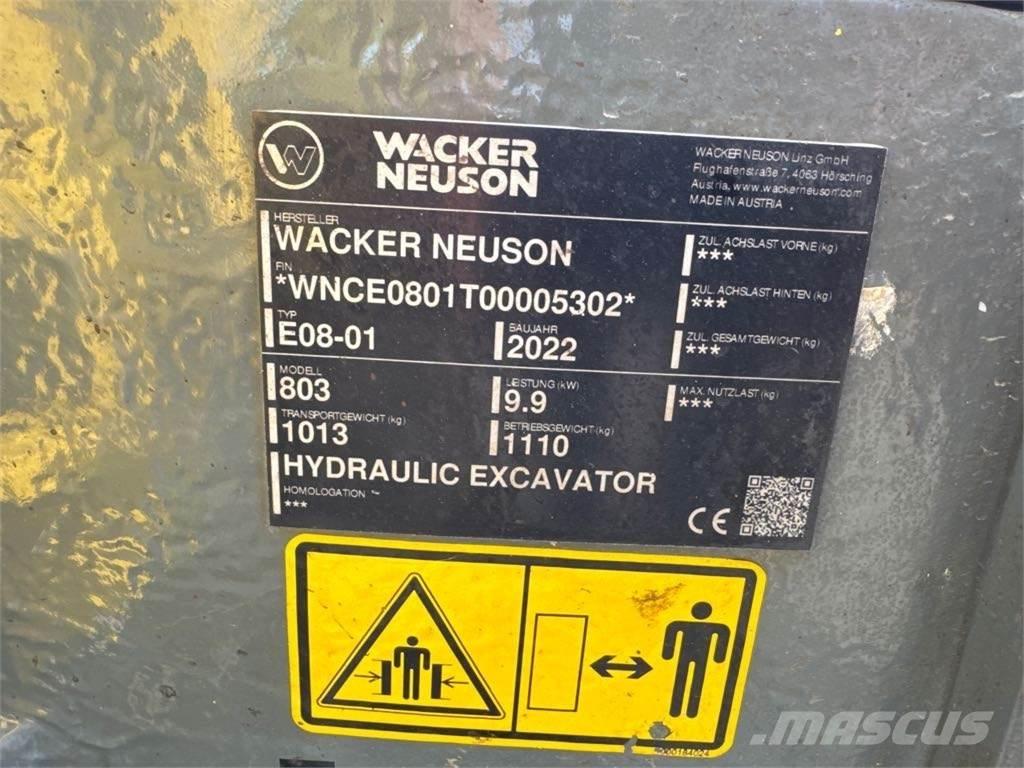 WACKER
NEUSON
WACKER NEUSON Linz GmbH
Flughafenstraße 7, 4063 Hörsching
Austria, www.wackerneuson.com
MADE IN AUSTRIA
HERSTELLER
WACKER NEUSON
FIN
*WNCE0801T00005302*
TYP
E08-01
BAUJAHR
2022
ZUL. ACHSLAST VORNE (kg)
***
ZUL. ACHSLAST HINTEN (kg)
***
ZUL. GESAMTGEWICHT (kg)
***
MODELL
803
LEISTUNG (kW)
9.9
MAX. NUTZLAST (kg)
***
TRANSPORTGEWICHT (kg)
1013
BETRIEBSGEWICHT (kg)
1110
HYDRAULIC EXCAVATOR
HOMOLOGATION
***
CE
1000184024
MASCUS